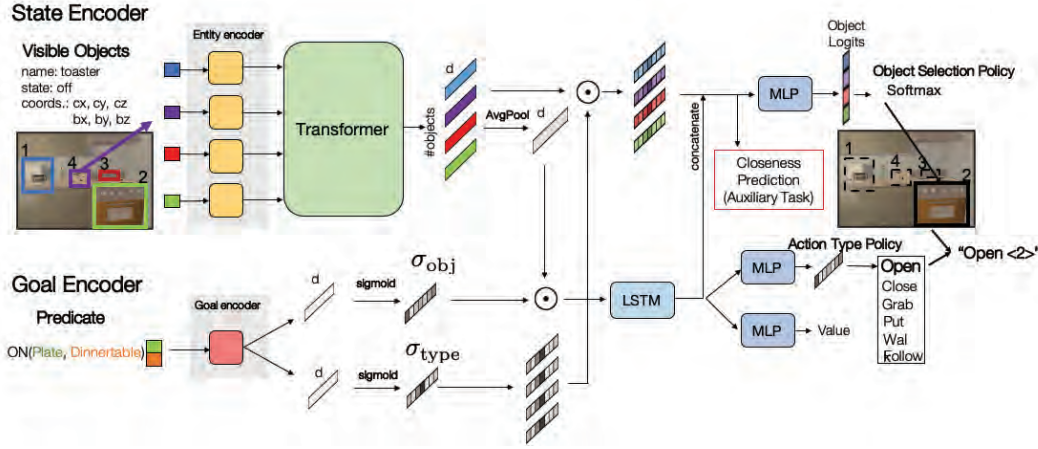 State Encoder
Visible Objects
name: toaster
state: off
coords.: cx, cy, cz
bx, by, bz
1
4
3
2
Entity encoder
Transformer
#objects
d
AvgPool
d
concatenate
MLP
Object
Logits
Object Selection Policy
Softmax
1
4
3
2
Closeness
Prediction
(Auxiliary Task)
Goal Encoder
Predicate
ON(Plate, Dinnertable)
Goal encoder
d
sigmoid
σobj
d
sigmoid
σtype
LSTM
MLP
Action Type Policy
MLP
Value
Open
Close
Grab
Put
Wal
Follow
"Open <2>"